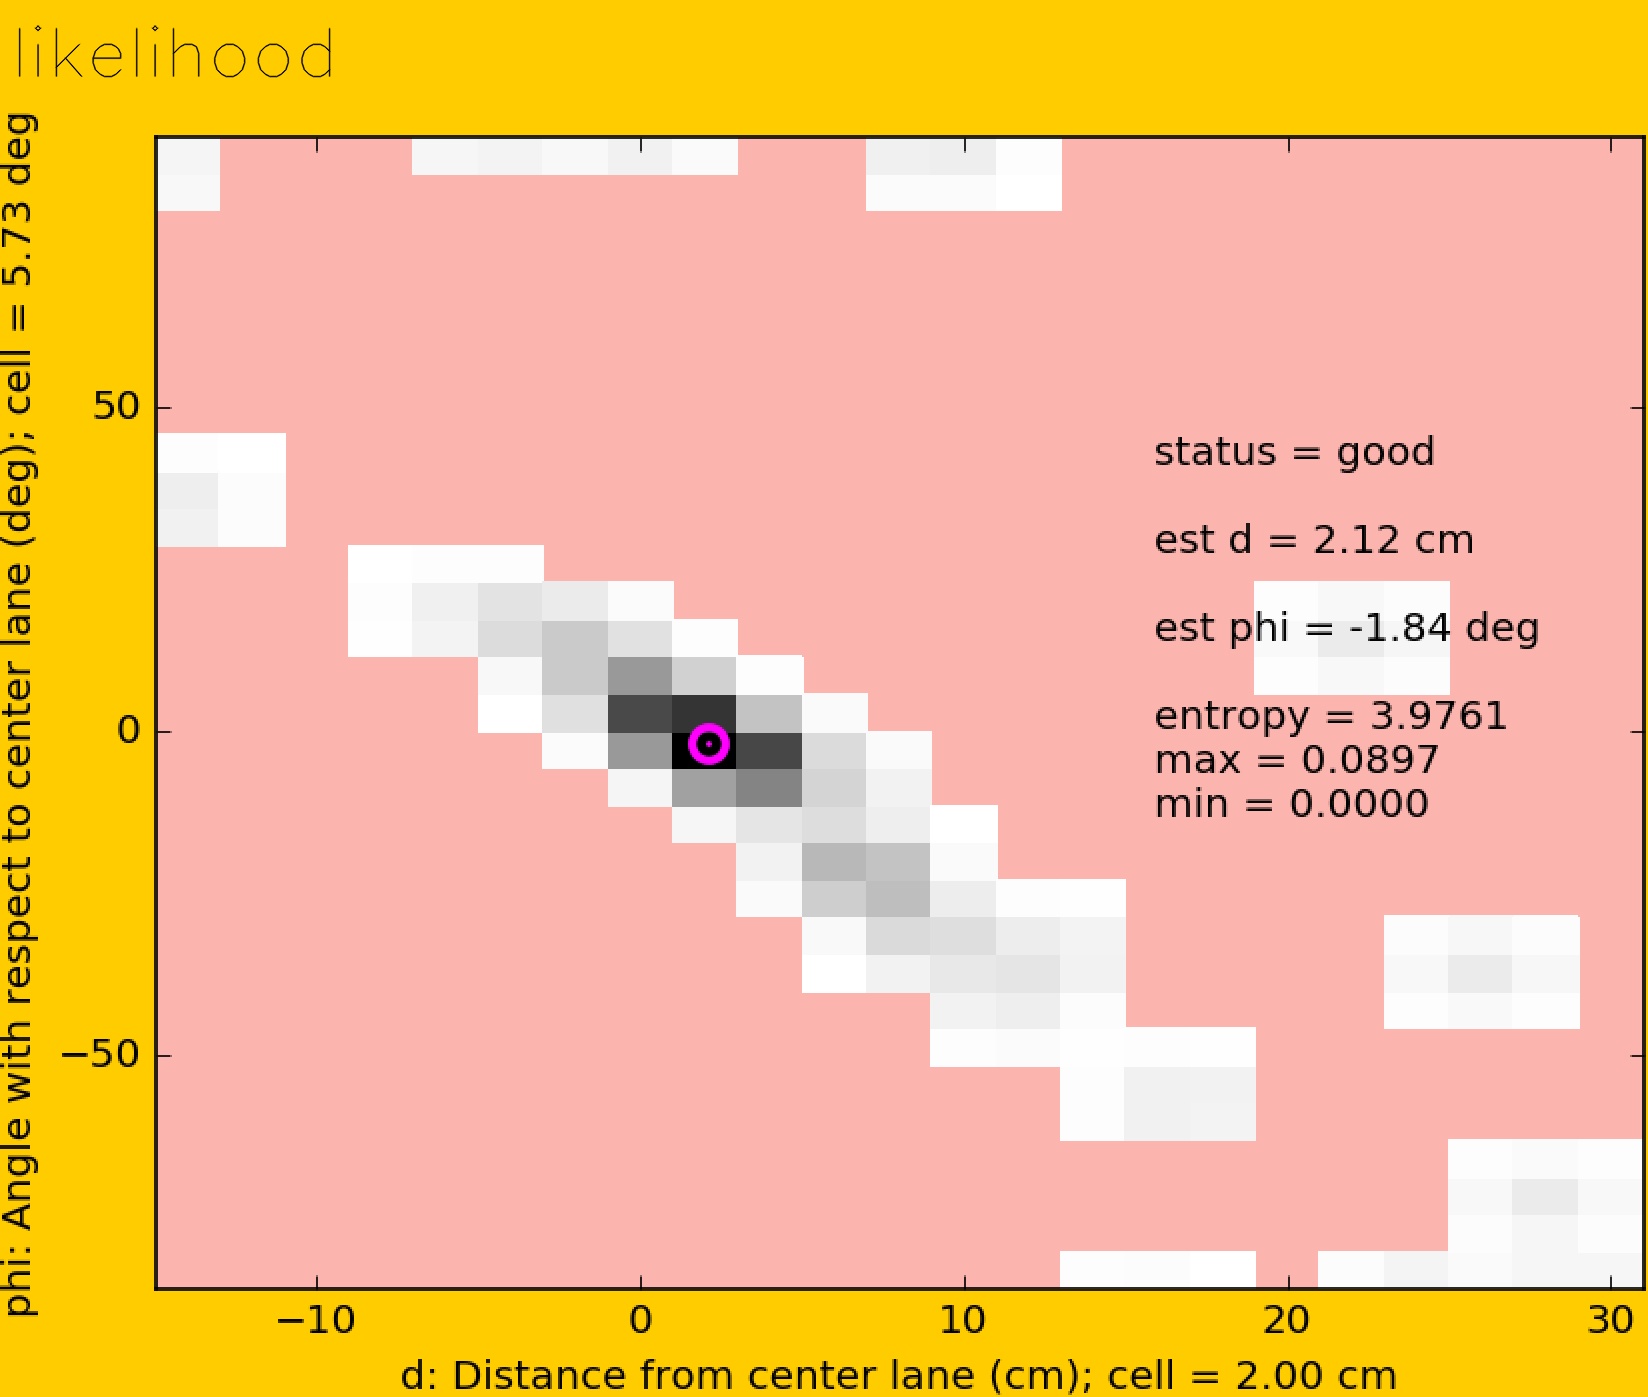 likelihood
phi: Angle with respect to center lane (deg); cell = 5.73 deg
50
0
−50
status = good
est d = 2.12 cm
est phi = -1.84 deg
entropy = 3.9761
max = 0.0897
min = 0.0000
−10 0 10 20 30
d: Distance from center lane (cm); cell = 2.00 cm